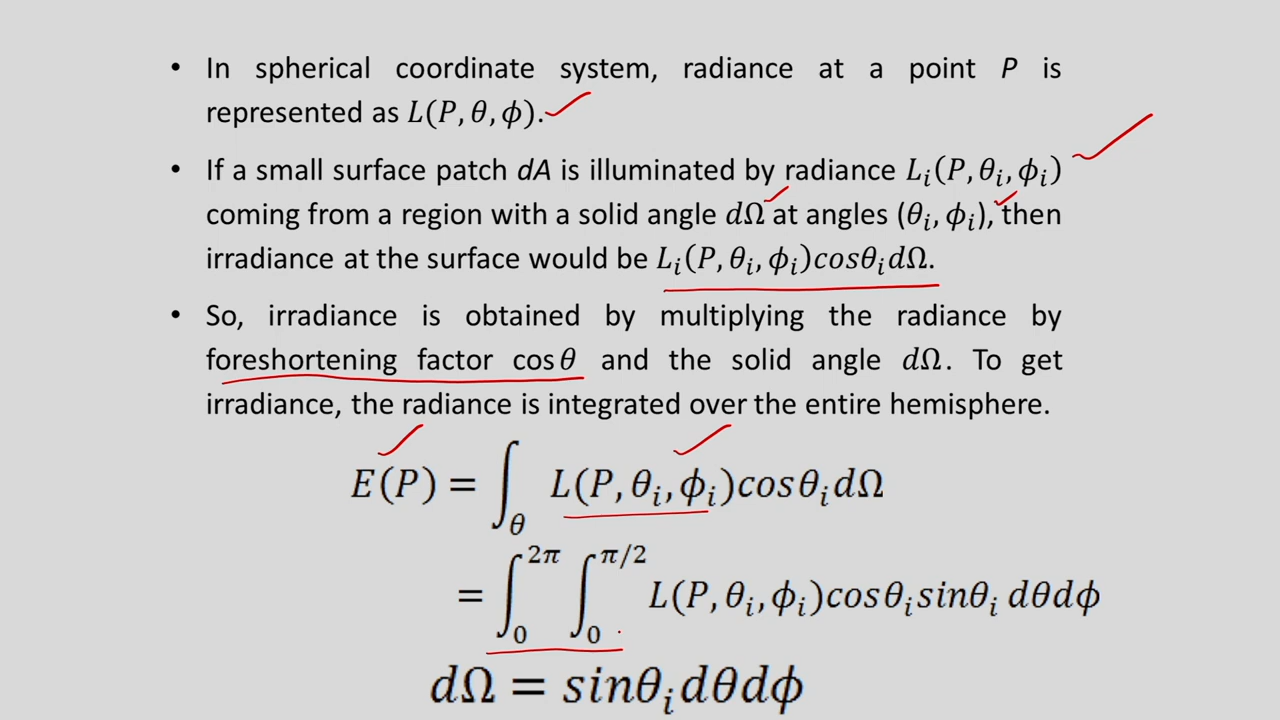 • In spherical coordinate system, radiance at a point P is
represented as L(P, θ, ϕ).
• If a small surface patch dA is illuminated by radiance Lᵢ(P, θᵢ, ϕᵢ)
coming from a region with a solid angle dΩ at angles (θᵢ, ϕᵢ), then
irradiance at the surface would be Lᵢ(P, θᵢ, ϕᵢ)cosθᵢdΩ.
• So, irradiance is obtained by multiplying the radiance by
foreshortening factor cos θ and the solid angle dΩ. To get
irradiance, the radiance is integrated over the entire hemisphere.
E(P) = ∫_θ L(P, θᵢ, ϕᵢ)cosθᵢdΩ
= ∫₀^{2π} ∫₀^{π/2} L(P, θᵢ, ϕᵢ)cosθᵢsinθᵢ dθdϕ
dΩ = sinθᵢdθdϕ